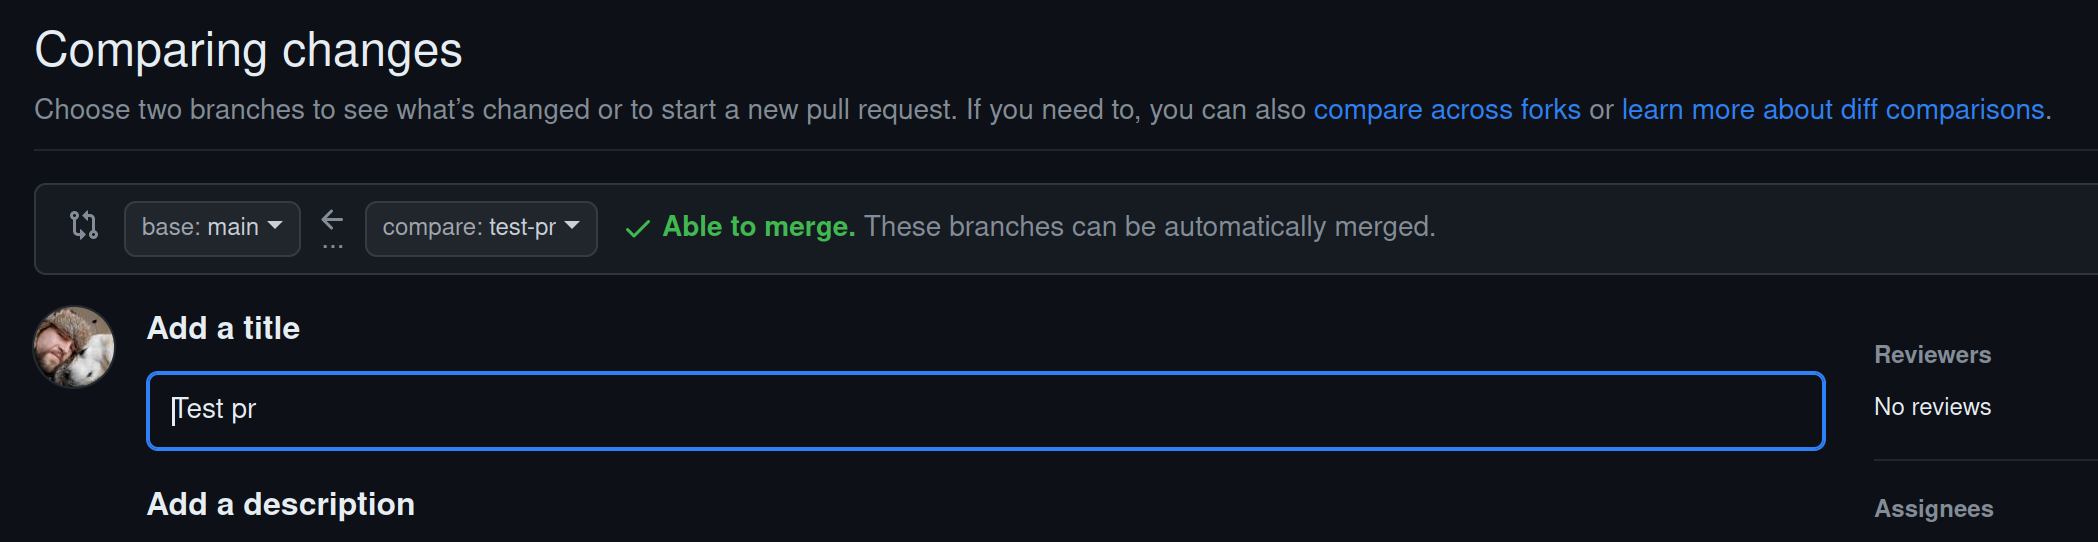 Comparing changes
Choose two branches to see what’s changed or to start a new pull request. If you need to, you can also compare across forks or learn more about diff comparisons.
base: main ... compare: test-pr Able to merge. These branches can be automatically merged.
Add a title
Test pr
Reviewers
No reviews
Add a description
Assignees